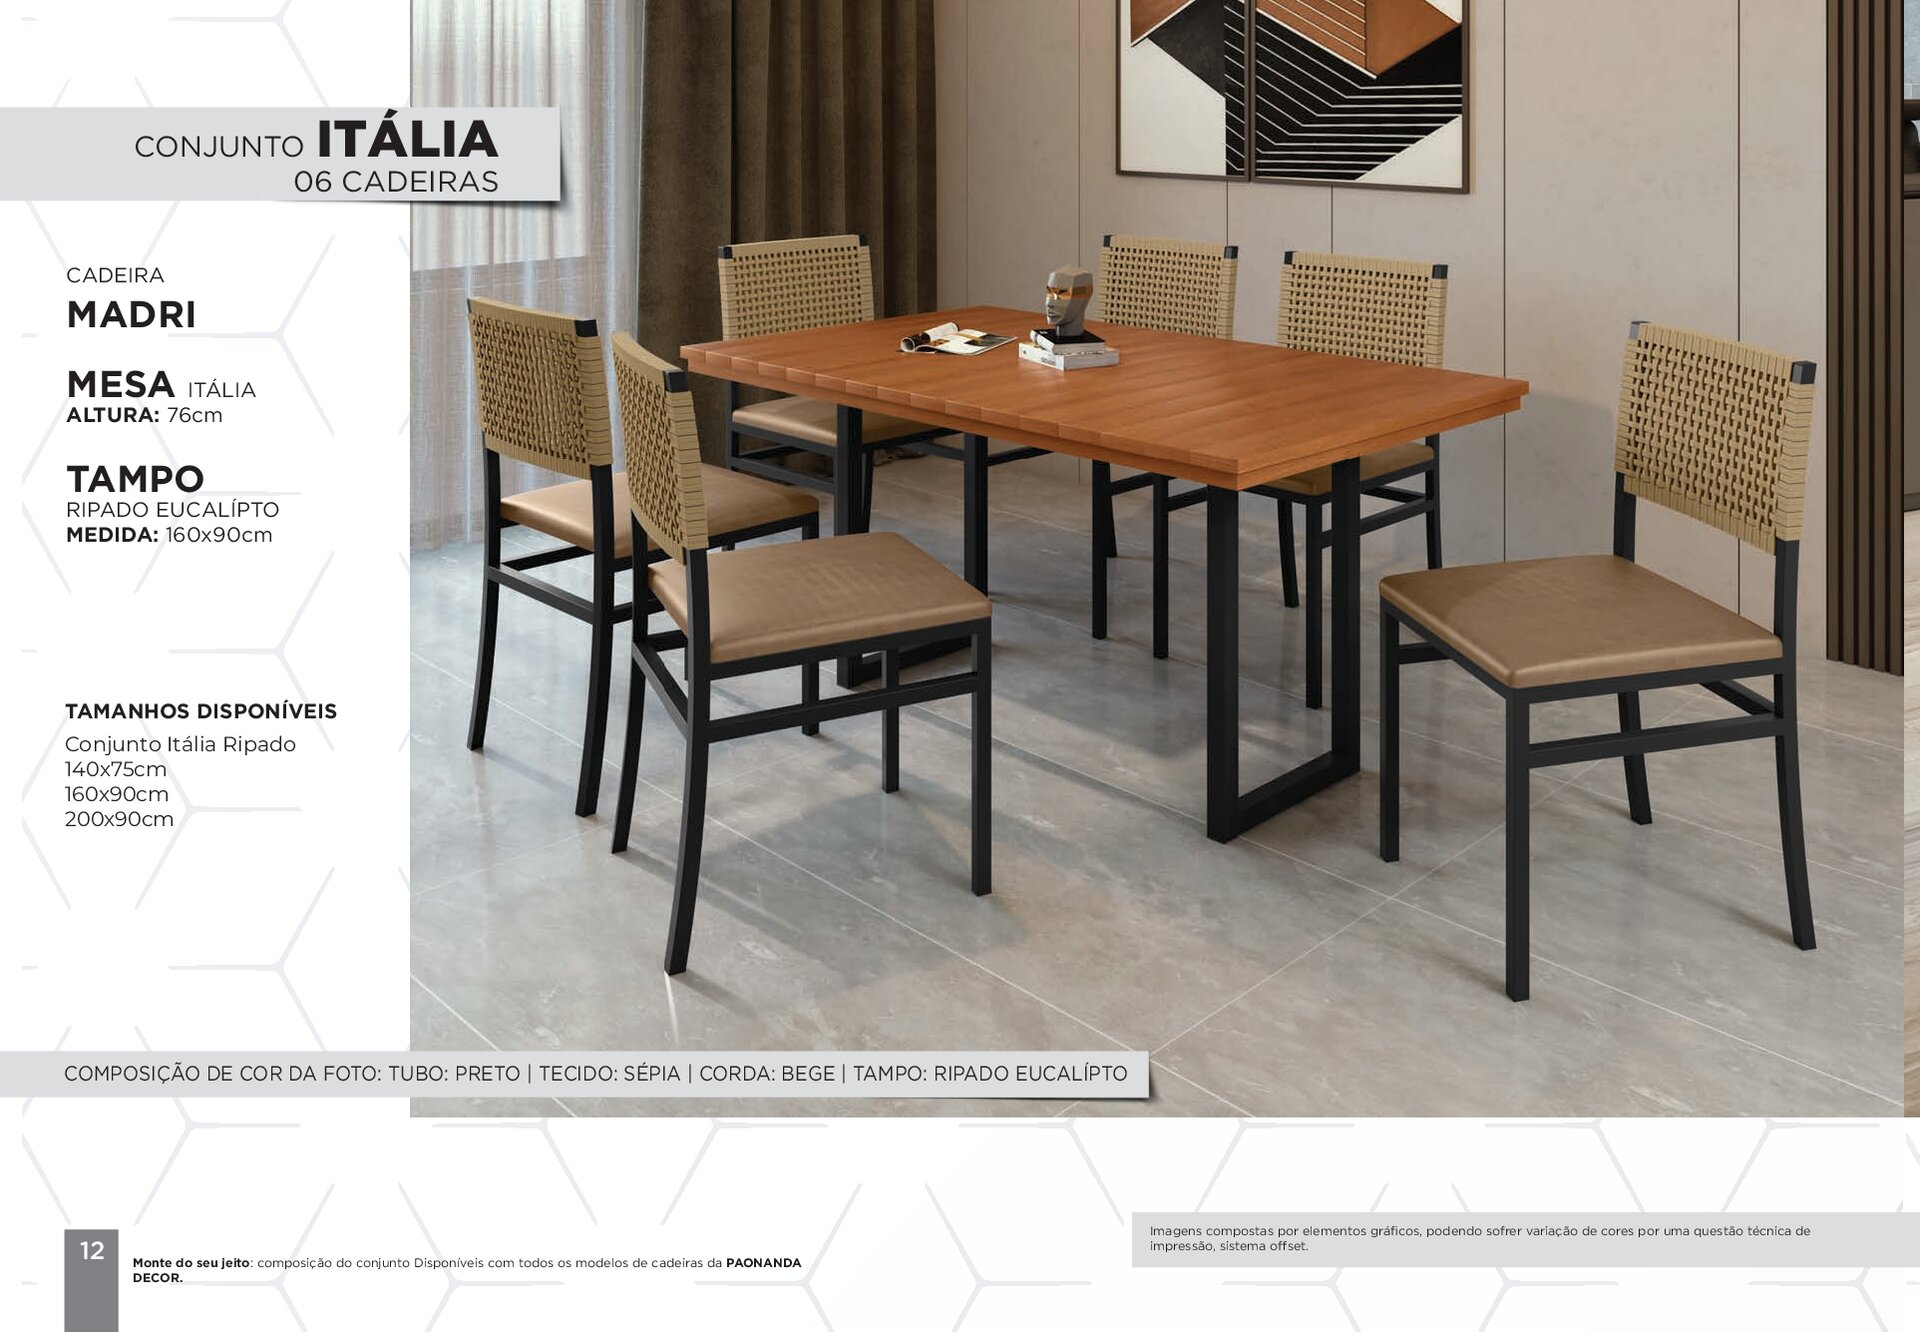 CONJUNTO ITÁLIA
06 CADEIRAS
CADEIRA
MADRI
MESA ITÁLIA
ALTURA: 76cm
TAMPO
RIPADO EUCALÍPTO
MEDIDA: 160x90cm
TAMANHOS DISPONÍVEIS
Conjunto Itália Ripado
140x75cm
160x90cm
200x90cm
COMPOSIÇÃO DE COR DA FOTO: TUBO: PRETO | TECIDO: SÉPIA | CORDA: BEGE | TAMPO: RIPADO EUCALÍPTO
12
Monte do seu jeito: composição do conjunto Disponíveis com todos os modelos de cadeiras da PAONANDA
DECOR.
Imagens compostas por elementos gráficos, podendo sofrer variação de cores por uma questão técnica de
impressão, sistema offset.